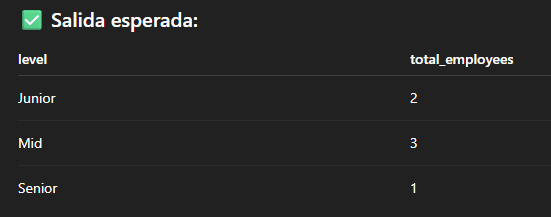 ✅ Salida esperada:
level total_employees
Junior 2
Mid 3
Senior 1